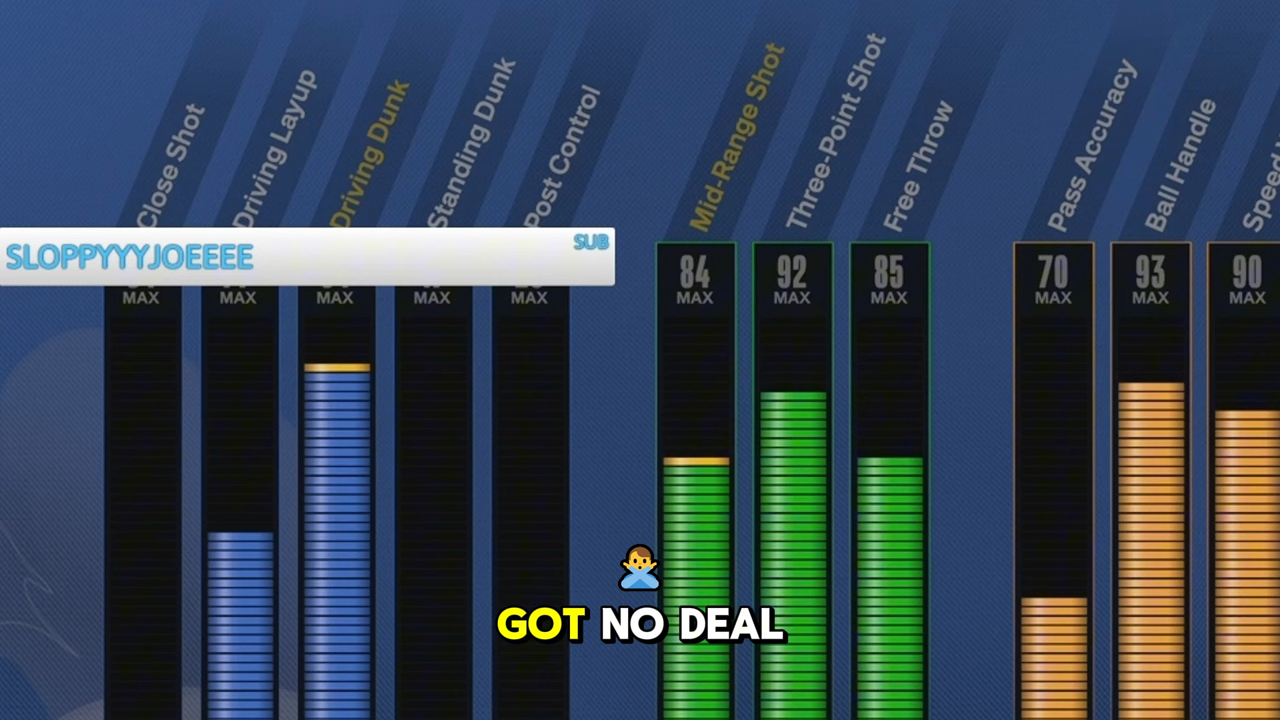 Close Shot
Driving Layup
Driving Dunk
Standing Dunk
Post Control
Mid-Range Shot
Three-Point Shot
Free Throw
Pass Accuracy
Ball Handle
SLOPPYYYJOEEEE
SUB
MAX
MAX
MAX
MAX
MAX
84
MAX
92
MAX
85
MAX
70
MAX
93
MAX
90
MAX
GOT NO DEAL